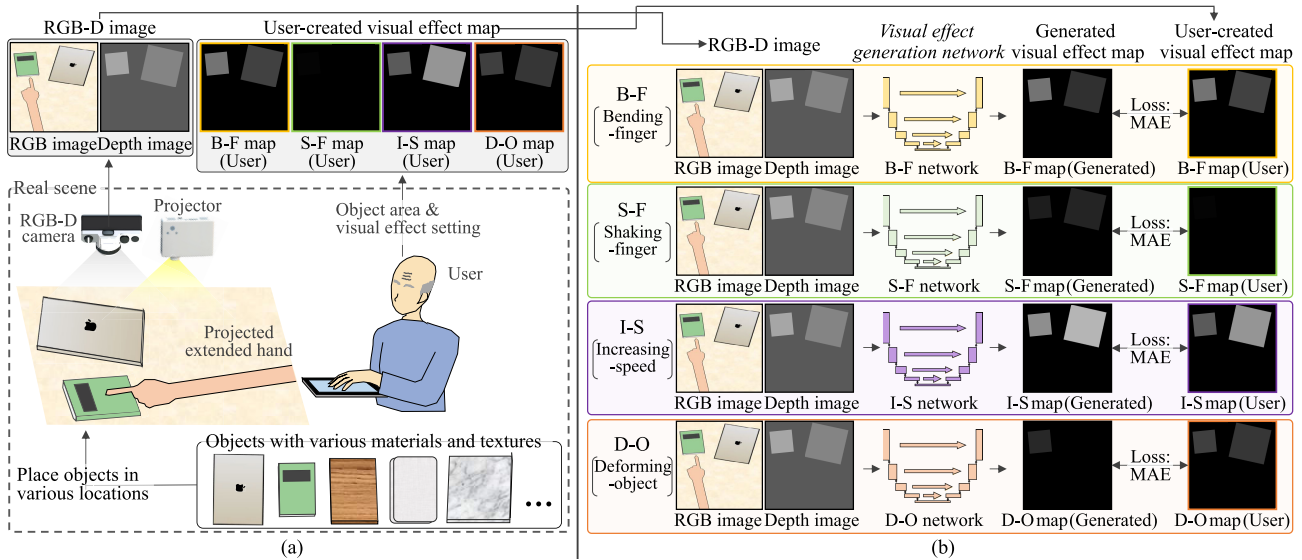 RGB-D image
User-created visual effect map
RGB image
Depth image
B-F map
(User)
S-F map
(User)
I-S map
(User)
D-O map
(User)
Real scene
RGB-D
camera
Projector
Object area &
visual effect setting
User
Projected
extended hand
Place objects in
various locations
Objects with various materials and textures
(a)
RGB-D image
Visual effect
generation network
Generated
visual effect map
User-created
visual effect map
B-F
Bending
-finger
RGB image
Depth image
B-F network
B-F map (Generated)
Loss:
MAE
B-F map (User)
S-F
Shaking
-finger
RGB image
Depth image
S-F network
S-F map (Generated)
Loss:
MAE
S-F map (User)
I-S
Increasing
-speed
RGB image
Depth image
I-S network
I-S map (Generated)
Loss:
MAE
I-S map (User)
D-O
Deforming
-object
RGB image
Depth image
D-O network
D-O map (Generated)
Loss:
MAE
D-O map (User)
(b)